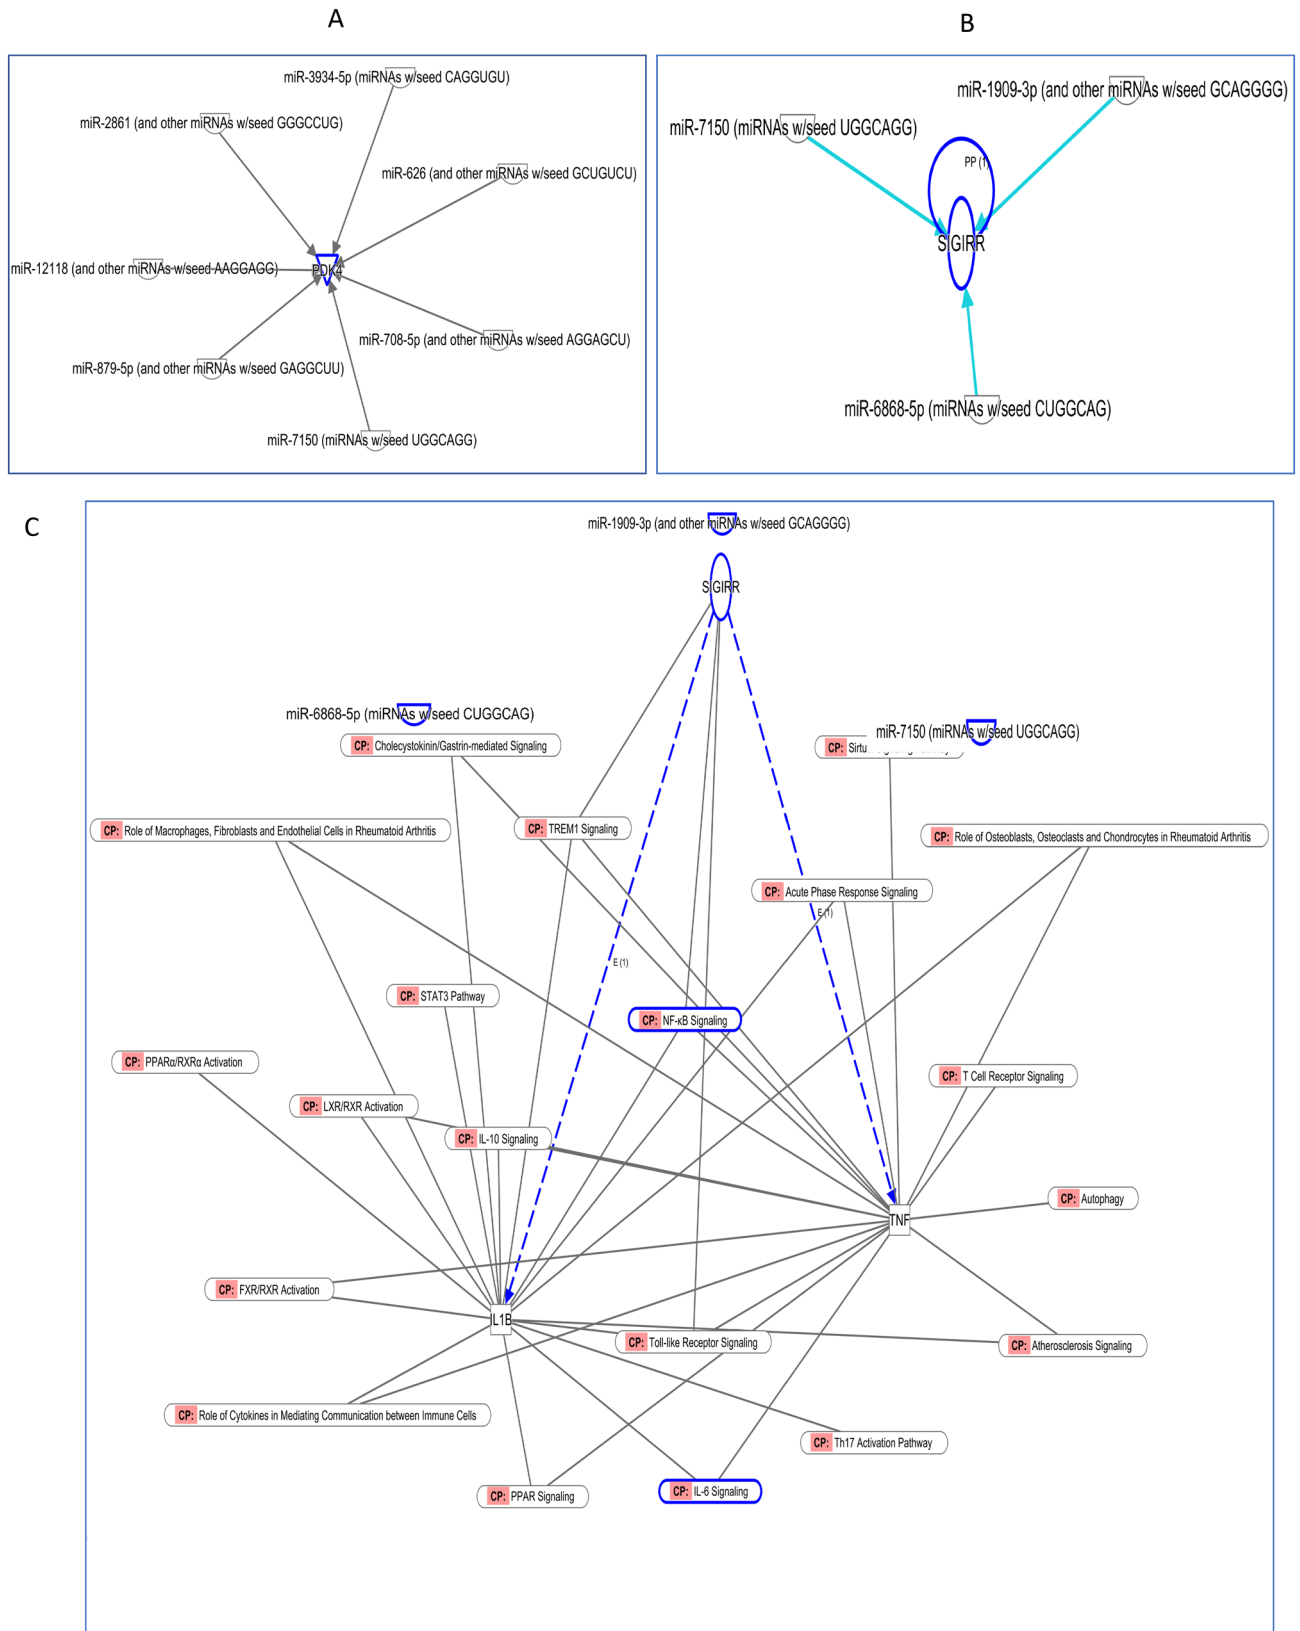 A
B
miR-3934-5p (miRNAs w/seed CAGGUGU)
miR-2861 (and other miRNAs w/seed GGGCCUG)
miR-626 (and other miRNAs w/seed GCUGUCU)
PDK4
miR-12118 (and other miRNAs w/seed AAGGAGG)
miR-708-5p (and other miRNAs w/seed AGGAGCU)
miR-879-5p (and other miRNAs w/seed GAGGCUU)
miR-7150 (miRNAs w/seed UGGCAGG)
miR-1909-3p (and other miRNAs w/seed GCAGGGG)
miR-7150 (miRNAs w/seed UGGCAGG)
PP (1)
SIGIRR
miR-6868-5p (miRNAs w/seed CUGGCAG)
C
miR-1909-3p (and other miRNAs w/seed GCAGGGG)
SIGIRR
miR-6868-5p (miRNAs w/seed CUGGCAG)
miR-7150 (miRNAs w/seed UGGCAGG)
CP: Cholecystokinin/Gastrin-mediated Signaling
CP:
CP: Role of Macrophages, Fibroblasts and Endothelial Cells in Rheumatoid Arthritis
CP: TREM1 Signaling
CP: Role of Osteoblasts, Osteoclasts and Chondrocytes in Rheumatoid Arthritis
CP: Acute Phase Response Signaling
E (1)
E (1)
CP: STAT3 Pathway
CP: NF-κB Signaling
CP: PPARα/RXRα Activation
CP: T Cell Receptor Signaling
CP: LXR/RXR Activation
CP: IL-10 Signaling
CP: Autophagy
TNF
CP: FXR/RXR Activation
IL1B
CP: Toll-like Receptor Signaling
CP: Atherosclerosis Signaling
CP: Role of Cytokines in Mediating Communication between Immune Cells
CP: Th17 Activation Pathway
CP: PPAR Signaling
CP: IL-6 Signaling